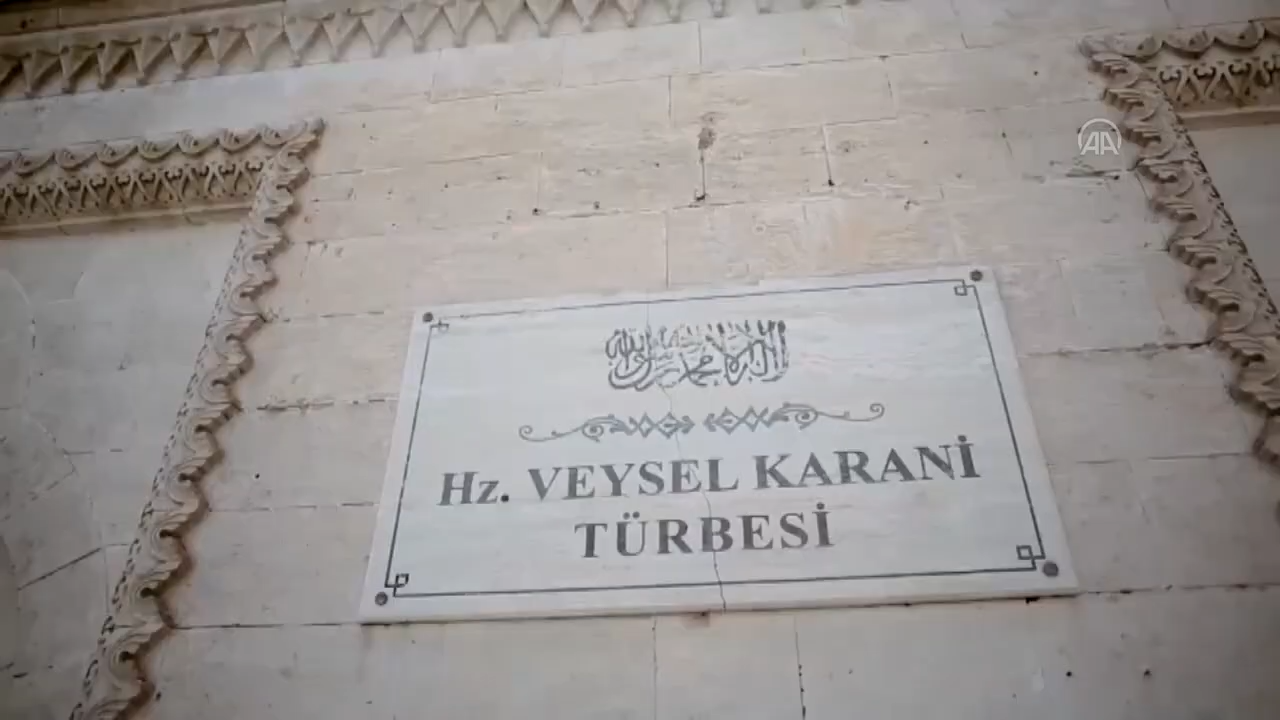 AA
لا اله الا الله محمد رسول الله
Hz. VEYSEL KARANİ
TÜRBESİ